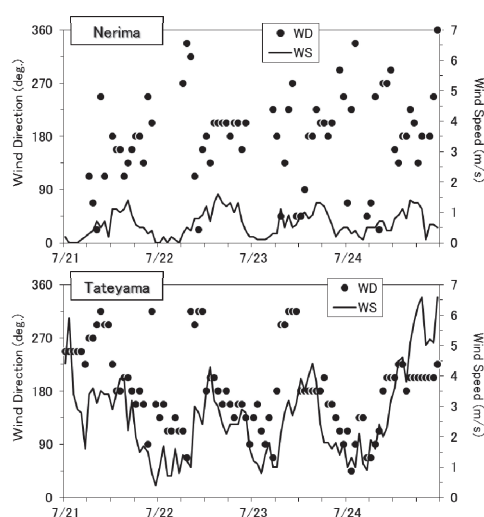 Nerima
WD
WS
Wind Direction (deg.)
360
270
180
90
0
7
6
5
4
3
2
1
0
Wind Speed (m/s)
7/21 7/22 7/23 7/24
Tateyama
WD
WS
Wind Direction (deg.)
360
270
180
90
0
7
6
5
4
3
2
1
0
Wind Speed (m/s)
7/21 7/22 7/23 7/24